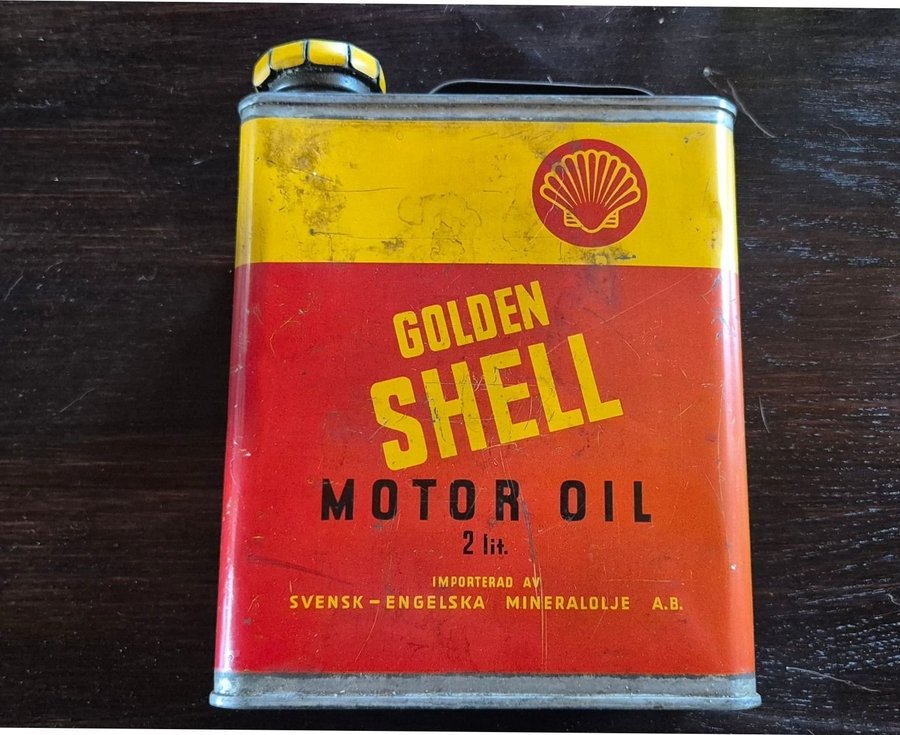 GOLDEN
SHELL
MOTOR OIL
2 lit.
IMPORTERAD AV
SVENSK-ENGELSKA MINERALOLJE A.B.